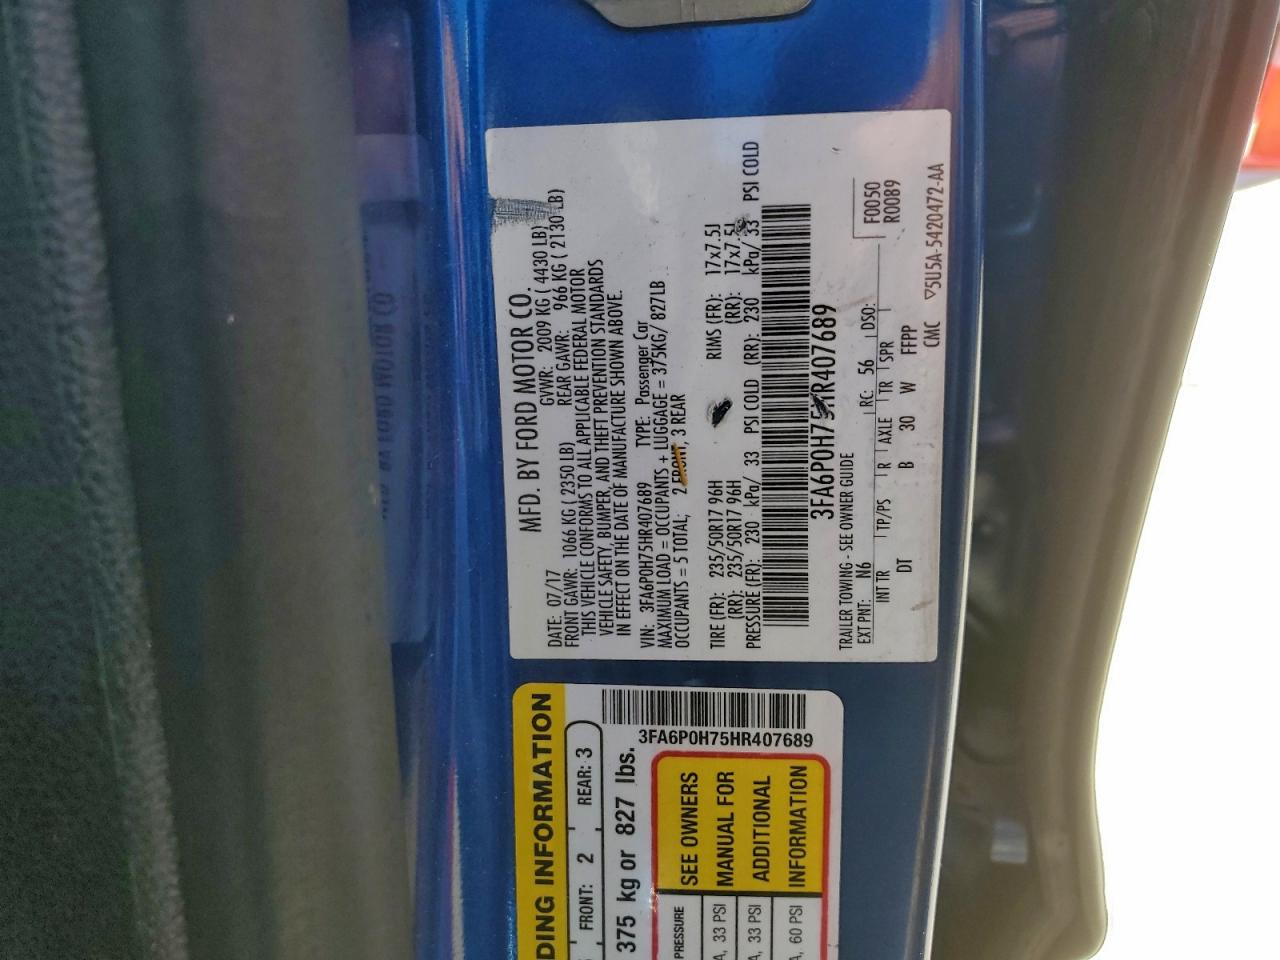 MFD. BY FORD MOTOR CO.
DATE: 07/17 GVWR: 2009 KG ( 4430 LB)
FRONT GAWR: 1066 KG ( 2350 LB) REAR GAWR: 966 KG ( 2130 LB)
THIS VEHICLE CONFORMS TO ALL APPLICABLE FEDERAL MOTOR
VEHICLE SAFETY, BUMPER, AND THEFT PREVENTION STANDARDS
IN EFFECT ON THE DATE OF MANUFACTURE SHOWN ABOVE.
VIN: 3FA6P0H75HR407689 TYPE: Passenger Car
MAXIMUM LOAD = OCCUPANTS + LUGGAGE = 375KG/ 827LB
OCCUPANTS = 5 TOTAL; 2 FRONT, 3 REAR
TIRE (FR): 235/50R17 96H RIMS (FR): 17x7.5J
(RR): 235/50R17 96H (RR): 17x7.5J
PRESSURE (FR): 230 kPa/ 33 PSI COLD (RR): 230 kPa/ 33 PSI COLD
3FA6P0H75HR407689
TRAILER TOWING - SEE OWNER GUIDE F0050
EXT PNT: N6 RC: 56 DSO: R0089
INT TR TP/PS R AXLE TR SPR
DT B 30 W FFPP
CMC ▽5U5A-5420472-AA
DING INFORMATION
FRONT: 2 REAR: 3
375 kg or 827 lbs.
3FA6P0H75HR407689
PRESSURE
33 PSI
33 PSI
60 PSI
SEE OWNERS
MANUAL FOR
ADDITIONAL
INFORMATION